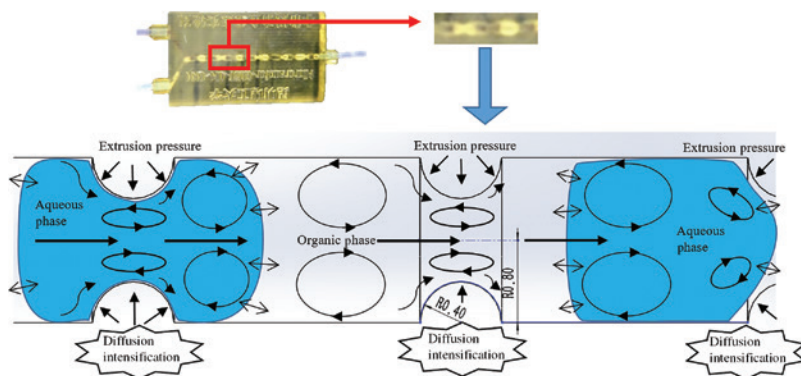 Extrusion pressure
Extrusion pressure
Extrusion pressure
Aqueous
phase
Organic phase
Aqueous
phase
R0.80
R0.40
Diffusion
intensification
Diffusion
intensification
Diffusion
intensification